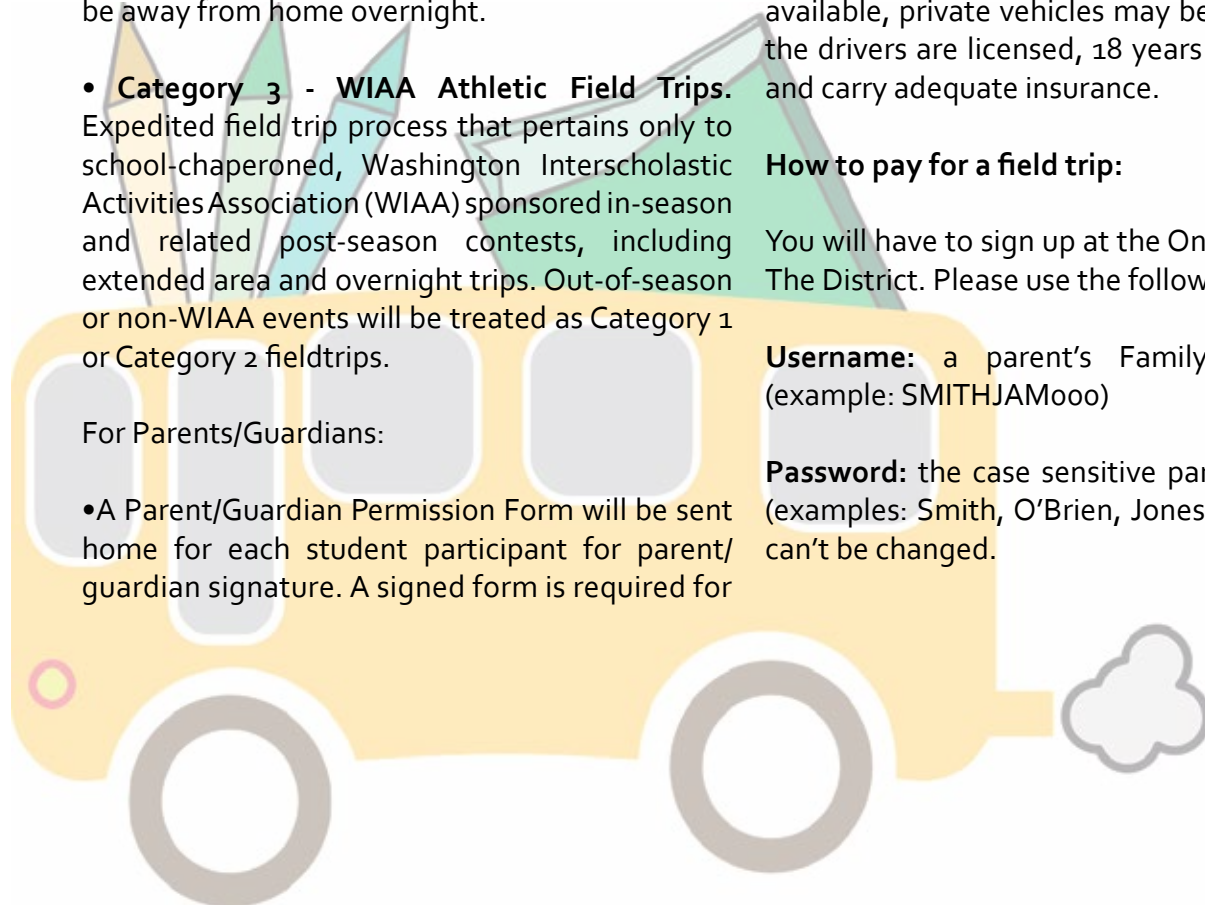 be away from home overnight.
• Category 3 - WIAA Athletic Field Trips.
Expedited field trip process that pertains only to
school-chaperoned, Washington Interscholastic
Activities Association (WIAA) sponsored in-season
and related post-season contests, including
extended area and overnight trips. Out-of-season
or non-WIAA events will be treated as Category 1
or Category 2 fieldtrips.
For Parents/Guardians:
•A Parent/Guardian Permission Form will be sent
home for each student participant for parent/
guardian signature. A signed form is required for
available, private vehicles may be
the drivers are licensed, 18 years
and carry adequate insurance.
How to pay for a field trip:
You will have to sign up at the On
The District. Please use the follow
Username: a parent's Family
(example: SMITHJAM000)
Password: the case sensitive par
(examples: Smith, O'Brien, Jones
can't be changed.